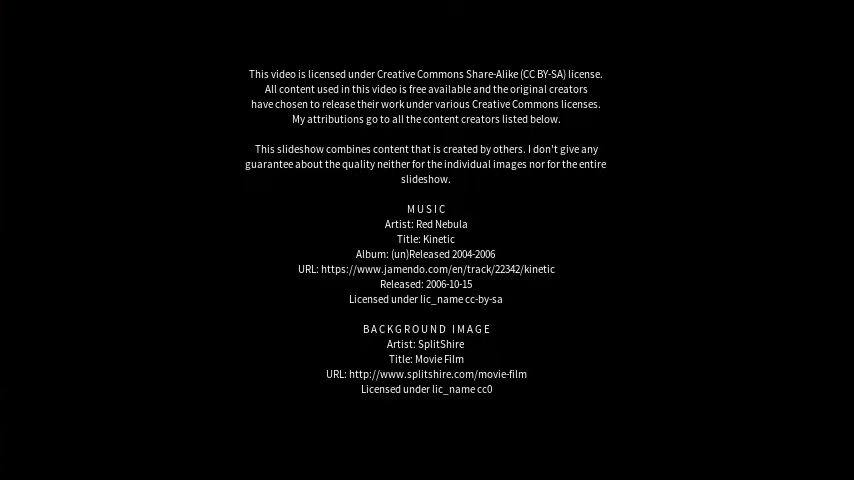 This video is licensed under Creative Commons Share-Alike (CC BY-SA) license.
All content used in this video is free available and the original creators
have chosen to release their work under various Creative Commons licenses.
My attributions go to all the content creators listed below.
This slideshow combines content that is created by others. I don't give any
guarantee about the quality neither for the individual images nor for the entire
slideshow.
MUSIC
Artist: Red Nebula
Title: Kinetic
Album: (un)Released 2004-2006
URL: https://www.jamendo.com/en/track/22342/kinetic
Released: 2006-10-15
Licensed under lic_name cc-by-sa
BACKGROUND IMAGE
Artist: SplitShire
Title: Movie Film
URL: http://www.splitshire.com/movie-film
Licensed under lic_name cc0